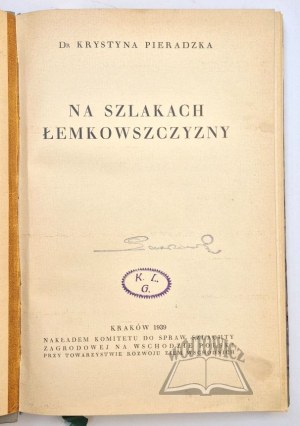 Dr KRYSTYNA PIERADZKA
NA SZLAKACH
ŁEMKOWSZCZYZNY
K. L.
G.
KRAKÓW 1939
NAKŁADEM KOMITETU DO SPRAW SZLACHTY
ZAGRODOWEJ NA WSCHODZIE POLSKI
PRZY TOWARZYSTWIE ROZWOJU ZIEM WSCHODNICH